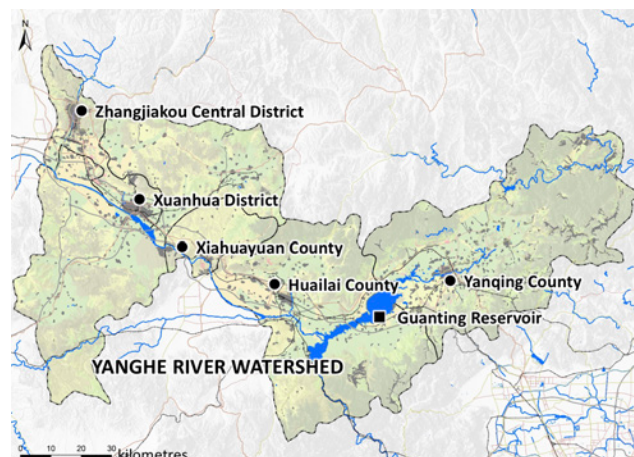 N
Zhangjiakou Central District
Xuanhua District
Xiahuayuan County
Huailai County
Yanqing County
Guanting Reservoir
YANGHE RIVER WATERSHED
0 5 10 20 30
kilometres